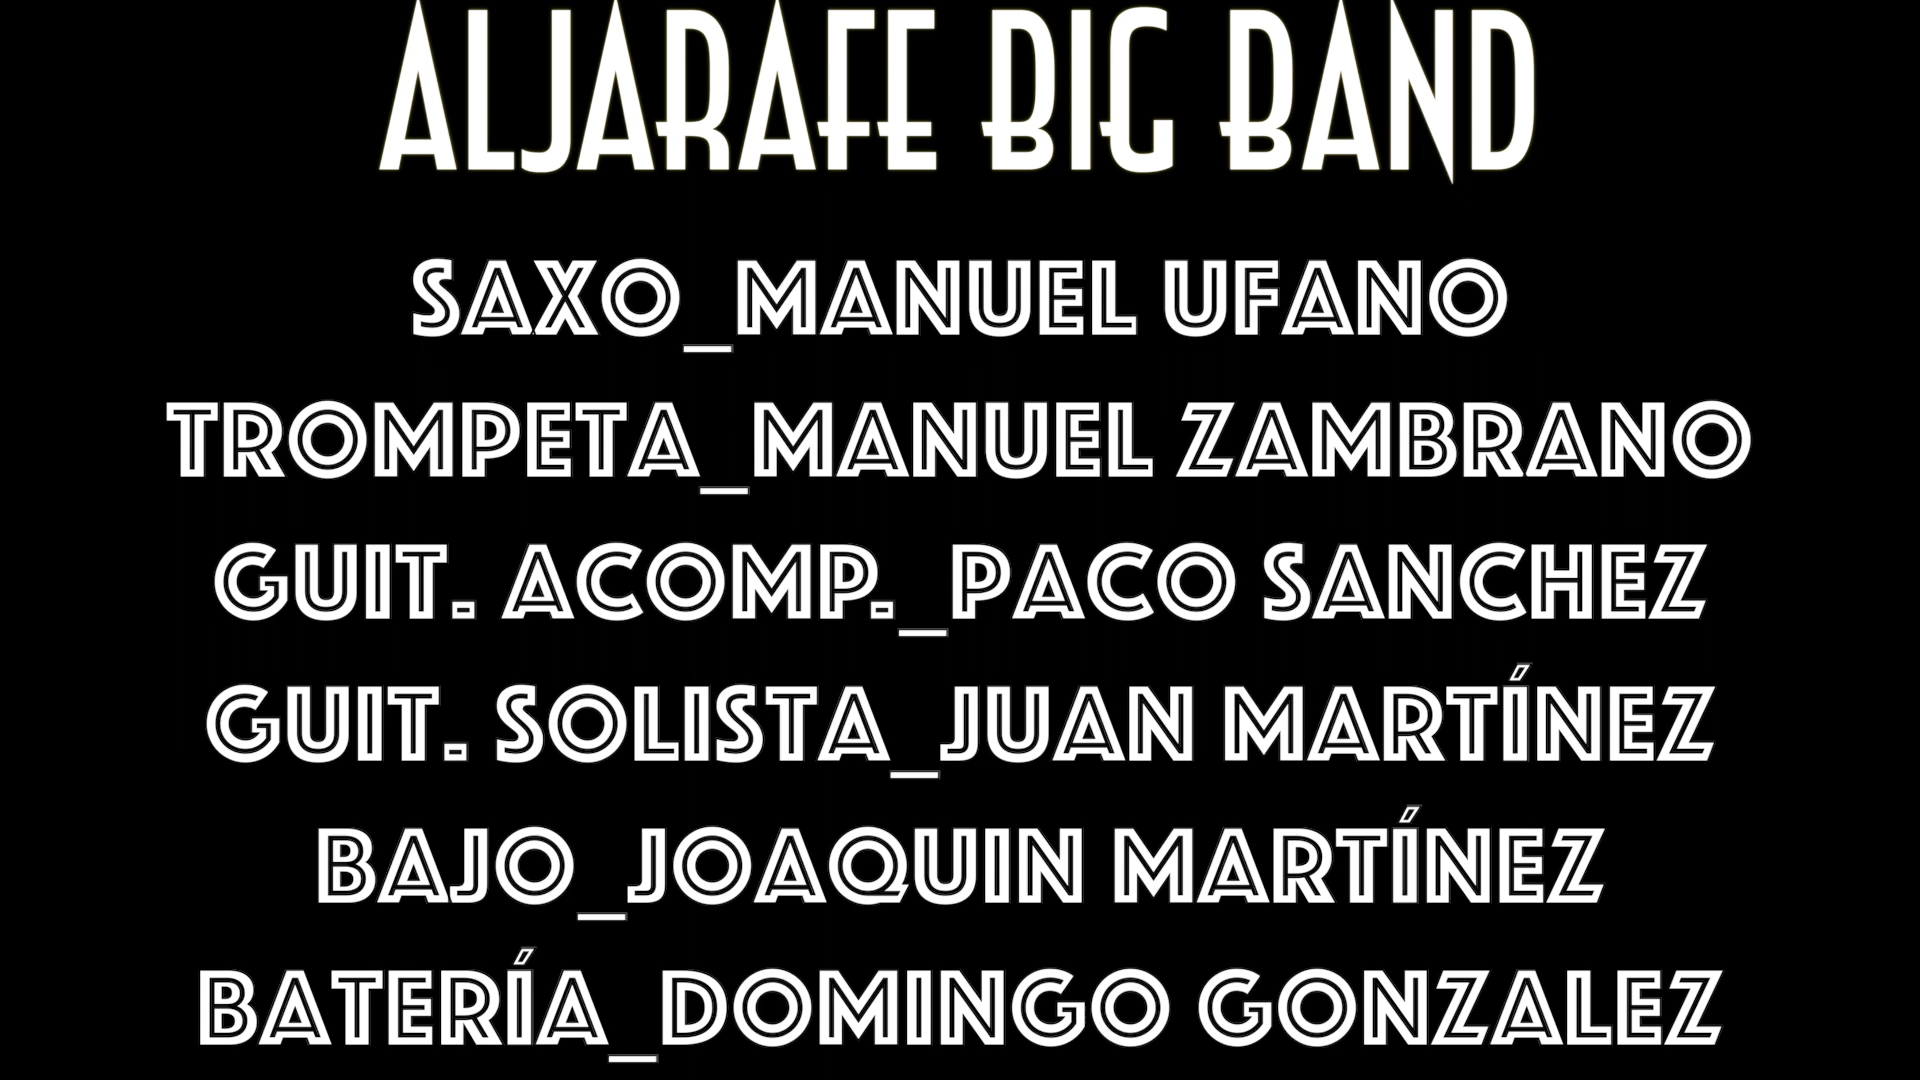 ALJARAFE BIG BAND
SAXO_MANUEL UFANO
TROMPETA_MANUEL ZAMBRANO
GUIT. ACOMP._PACO SANCHEZ
GUIT. SOLISTA_JUAN MARTÍNEZ
BAJO_JOAQUIN MARTÍNEZ
BATERÍA_DOMINGO GONZALEZ